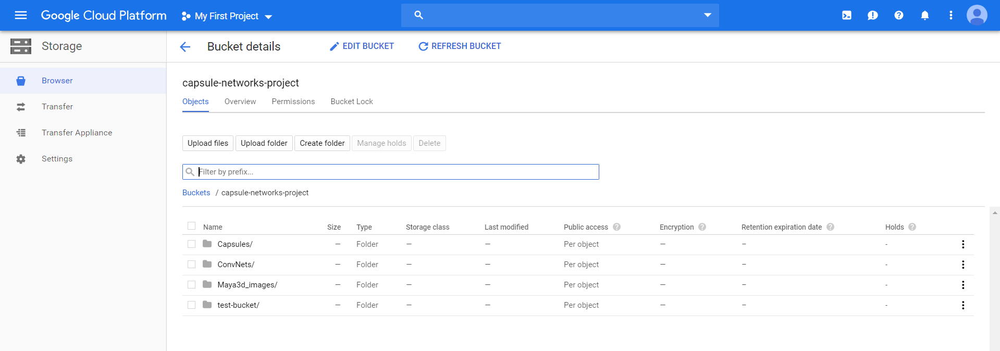 Google Cloud Platform My First Project
Storage Bucket details EDIT BUCKET REFRESH BUCKET
Browser
Transfer
Transfer Appliance
Settings
capsule-networks-project
Objects Overview Permissions Bucket Lock
Upload files Upload folder Create folder Manage holds Delete
Filter by prefix...
Buckets / capsule-networks-project
Name Size Type Storage class Last modified Public access Encryption Retention expiration date Holds
Capsules/ — Folder — — Per object — – -
ConvNets/ — Folder — — Per object — – -
Maya3d_images/ — Folder — — Per object — – -
test-bucket/ — Folder — — Per object — – -